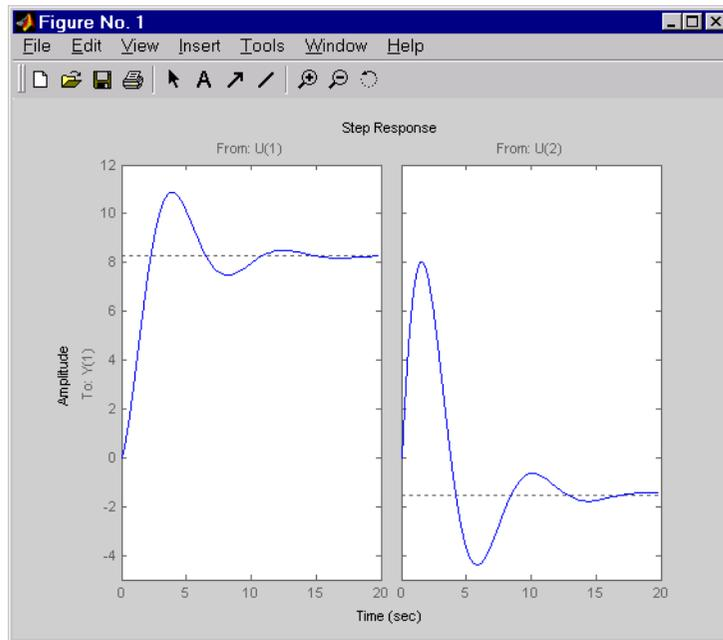 Figure No. 1
File Edit View Insert Tools Window Help
A
Step Response
From: U(1)
From: U(2)
12
10
8
6
4
2
0
-2
-4
Amplitude
To: Y(1)
0 5 10 15 20
0 5 10 15 20
Time (sec)